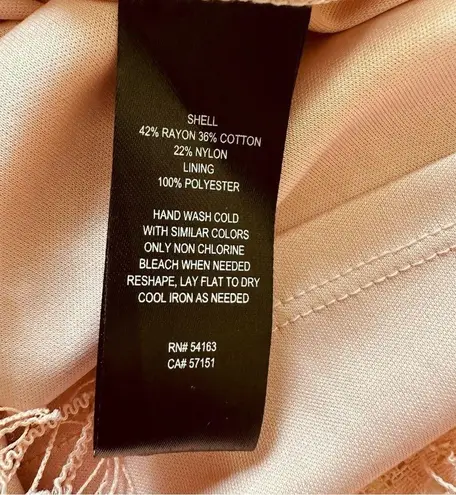 SHELL
42% RAYON 36% COTTON
22% NYLON
LINING
100% POLYESTER
HAND WASH COLD
WITH SIMILAR COLORS
ONLY NON CHLORINE
BLEACH WHEN NEEDED
RESHAPE, LAY FLAT TO DRY
COOL IRON AS NEEDED
RN# 54163
CA# 57151